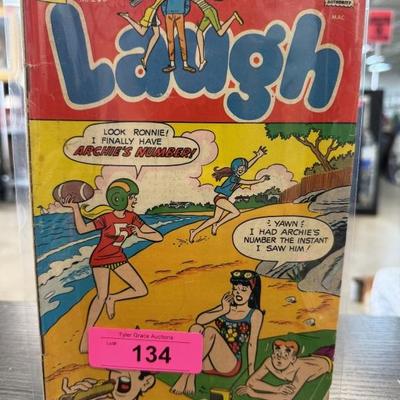 MAC.
Laugh
LOOK RONNIE!
I FINALLY HAVE
ARCHIE'S NUMBER!
5
? YAWN !
I HAD ARCHIE'S
NUMBER THE INSTANT
I SAW HIM!
Tyler Grace Auctions
Lot#
134